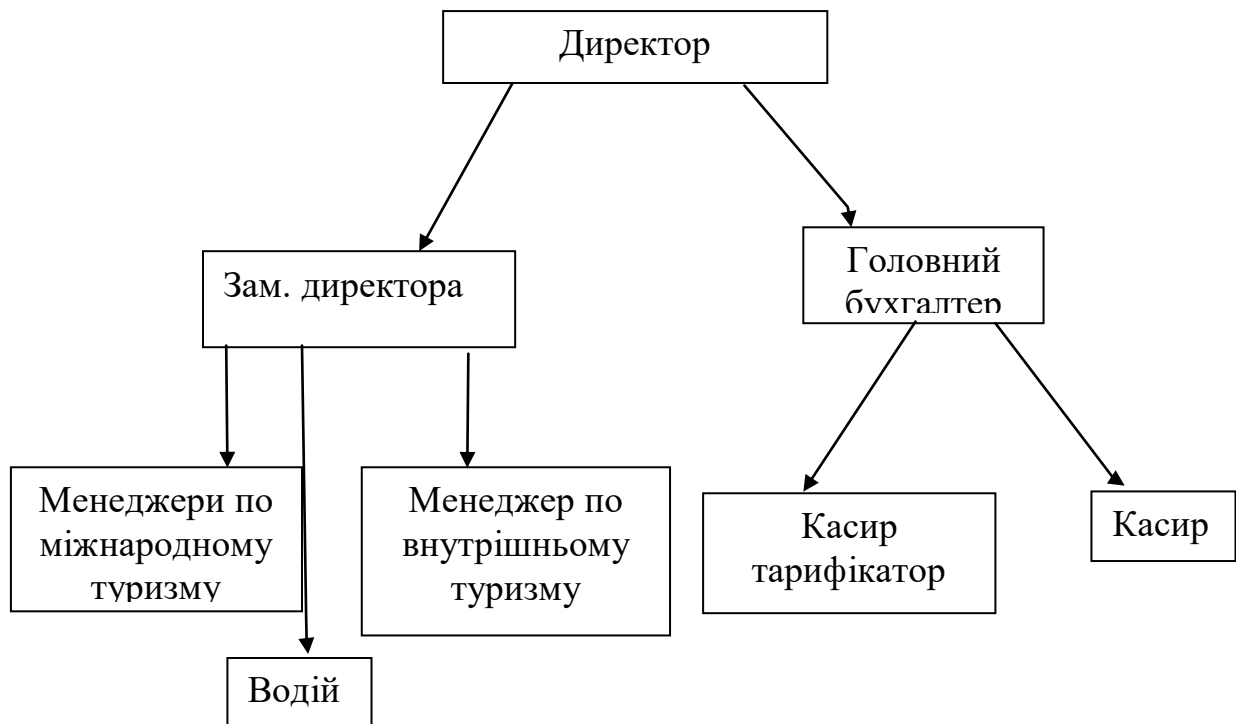 Директор
Зам. директора
Головний
бухгалтер
Менеджери по
міжнародному
туризму
Менеджер по
внутрішньому
туризму
Касир
тарифікатор
Касир
Водій